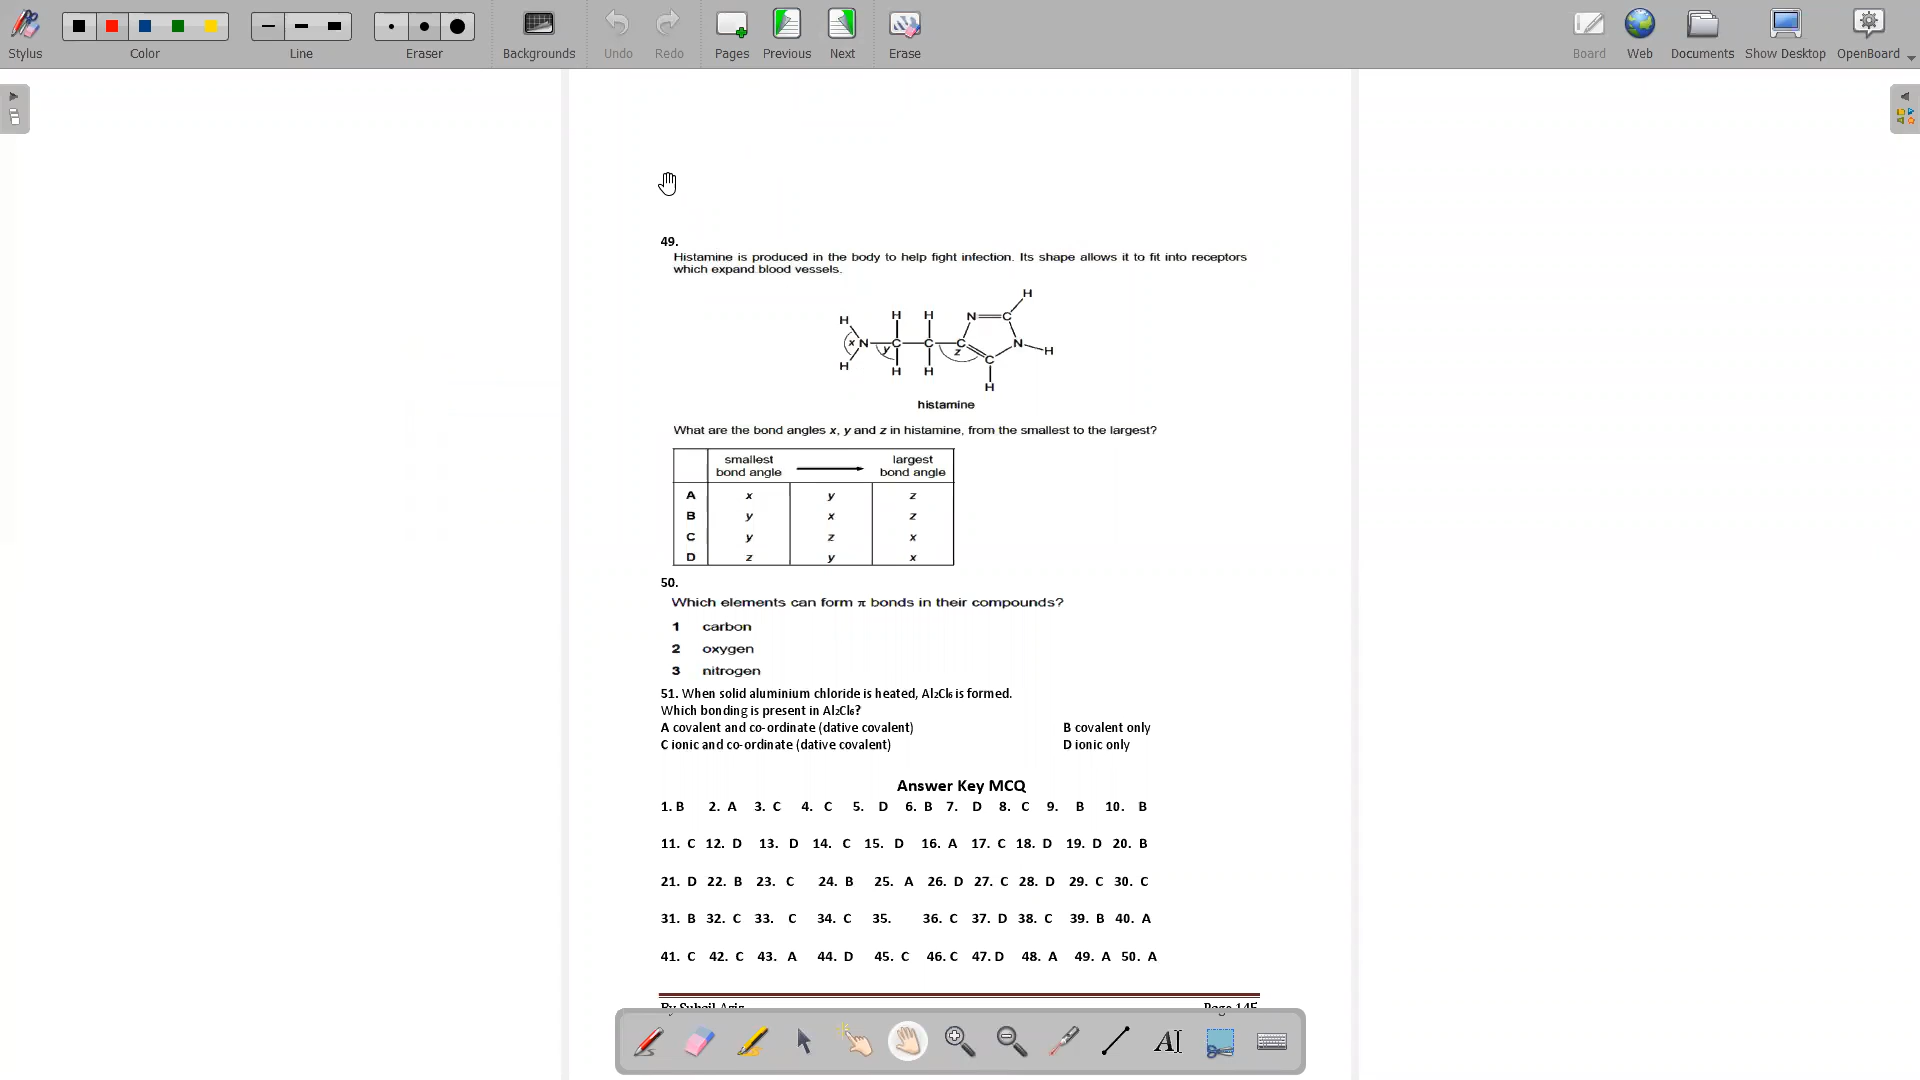 Stylus Color Line Eraser Backgrounds Undo Redo Pages Previous Next Erase Board Web Documents Show Desktop OpenBoard
49.
Histamine is produced in the body to help fight infection. Its shape allows it to fit into receptors
which expand blood vessels.
H
H H H N C
x N y C C C z N H
H H H C
H
histamine
What are the bond angles x, y and z in histamine, from the smallest to the largest?
smallest largest
bond angle bond angle
A x y z
B y x z
C y z x
D z y x
50.
Which elements can form π bonds in their compounds?
1 carbon
2 oxygen
3 nitrogen
51. When solid aluminium chloride is heated, Al₂Cl₆ is formed.
Which bonding is present in Al₂Cl₆?
A covalent and co-ordinate (dative covalent) B covalent only
C ionic and co-ordinate (dative covalent) D ionic only
Answer Key MCQ
1. B 2. A 3. C 4. C 5. D 6. B 7. D 8. C 9. B 10. B
11. C 12. D 13. D 14. C 15. D 16. A 17. C 18. D 19. D 20. B
21. D 22. B 23. C 24. B 25. A 26. D 27. C 28. D 29. C 30. C
31. B 32. C 33. C 34. C 35. 36. C 37. D 38. C 39. B 40. A
41. C 42. C 43. A 44. D 45. C 46. C 47. D 48. A 49. A 50. A
Page